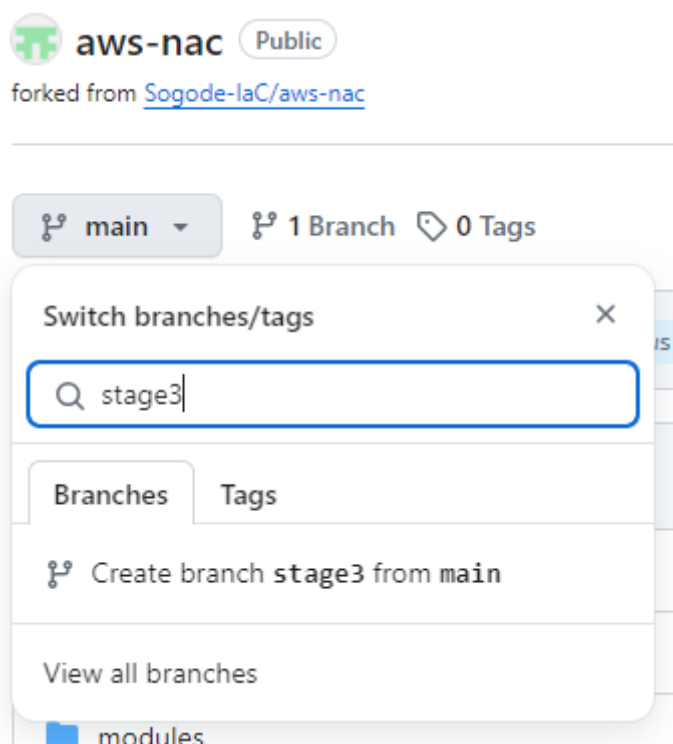 aws-nac Public
forked from Sogode-IaC/aws-nac
main 1 Branch 0 Tags
Switch branches/tags
us
stage3
Branches Tags
Create branch stage3 from main
View all branches
modules